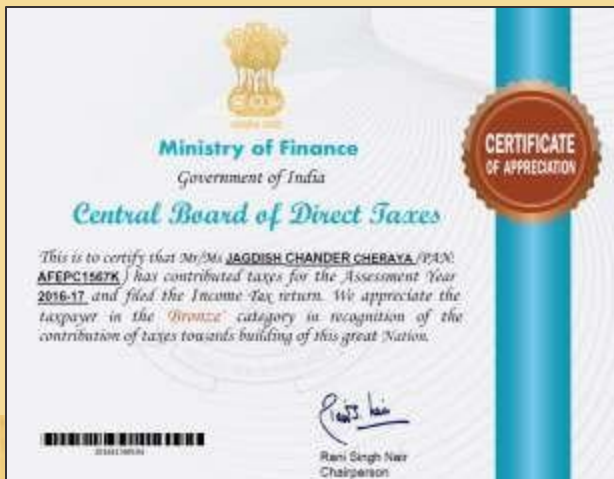 CERTIFICATE
OF APPRECIATION
Ministry of Finance
Government of India
Central Board of Direct Taxes
This is to certify that Mr/Ms JAGDISH CHANDER CHERAYA (PAN:
AFEPC1567K) has contributed taxes for the Assessment Year
2016-17 and filed the Income Tax return. We appreciate the
taxpayer in the 'Bronze' category in recognition of the
contribution of taxes towards building of this great Nation.
Rani Singh Nair
Chairperson